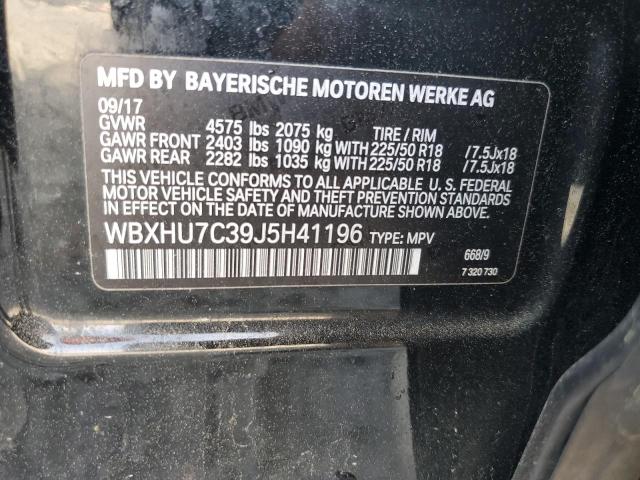 MFD BY BAYERISCHE MOTOREN WERKE AG
09/17
GVWR 4575 lbs 2075 kg TIRE / RIM
GAWR FRONT 2403 lbs 1090 kg WITH 225/50 R18 /7.5Jx18
GAWR REAR 2282 lbs 1035 kg WITH 225/50 R18 /7.5Jx18
THIS VEHICLE CONFORMS TO ALL APPLICABLE U. S. FEDERAL
MOTOR VEHICLE SAFETY AND THEFT PREVENTION STANDARDS
IN EFFECT ON THE DATE OF MANUFACTURE SHOWN ABOVE.
WBXHU7C39J5H41196 TYPE: MPV
668/9
7 320 730